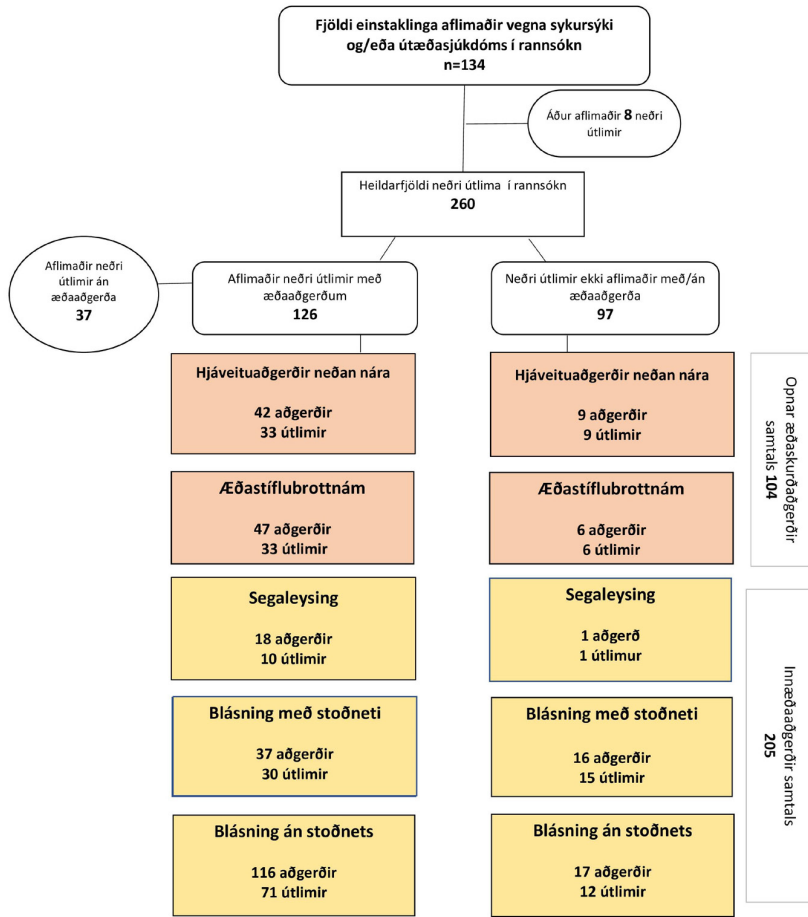 Fjöldi einstaklinga aflimaðir vegna sykursýki
og/eða útæðasjúkdóms í rannsókn
n=134
Áður aflimaðir 8 neðri
útlimir
Heildarfjöldi neðri útlima í rannsókn
260
Aflimaðir neðri
útlimir án
æðaaðgerða
37
Aflimaðir neðri útlimir með
æðaaðgerðum
126
Neðri útlimir ekki aflimaðir með/án
æðaaðgerða
97
Hjáveituaðgerðir neðan nára
42 aðgerðir
33 útlimir
Hjáveituaðgerðir neðan nára
9 aðgerðir
9 útlimir
Opnar æðaskurðaðgerðir
samtals 104
Æðastíflubrottnám
47 aðgerðir
33 útlimir
Æðastíflubrottnám
6 aðgerðir
6 útlimir
Segaleysing
18 aðgerðir
10 útlimir
Segaleysing
1 aðgerð
1 útlimur
Innæðaaðgerðir samtals
205
Blásning með stoðneti
37 aðgerðir
30 útlimir
Blásning með stoðneti
16 aðgerðir
15 útlimir
Blásning án stoðnets
116 aðgerðir
71 útlimir
Blásning án stoðnets
17 aðgerðir
12 útlimir